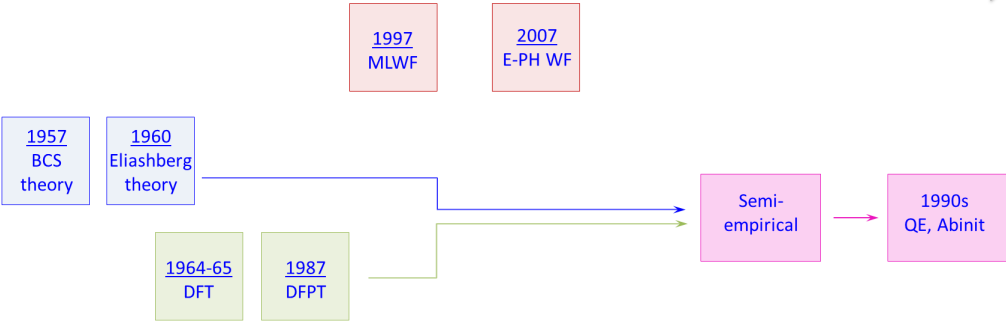 1997
MLWF
2007
E-PH WF
1957
BCS
theory
1960
Eliashberg
theory
Semi-
empirical
1990s
QE, Abinit
1964-65
DFT
1987
DFPT